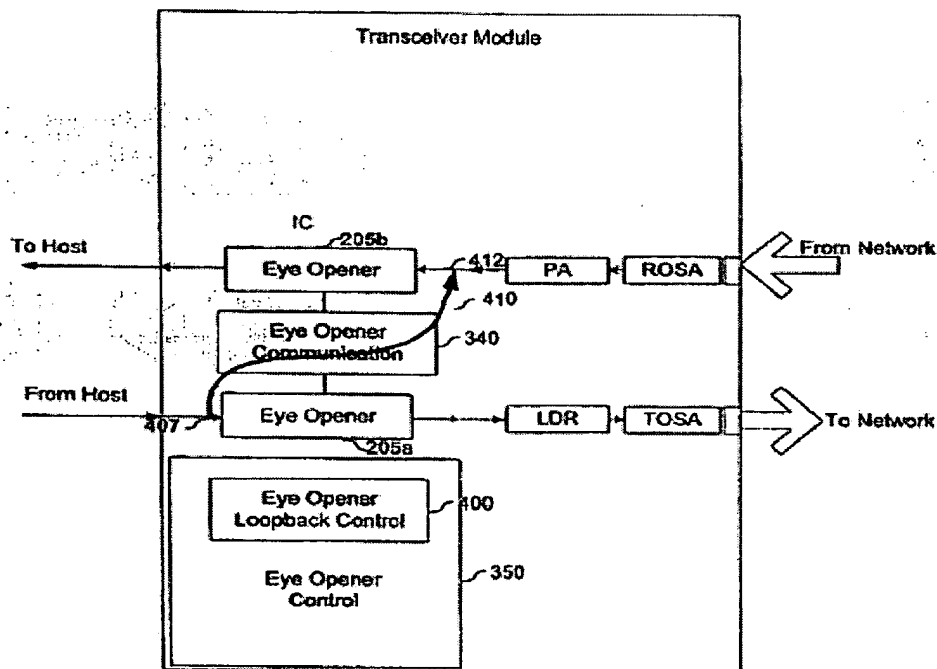 Transceiver Module
IC
To Host
205b
Eye Opener
412
PA
ROSA
From Network
410
Eye Opener
Communication
340
From Host
407
Eye Opener
LDR
TOSA
To Network
205a
Eye Opener
Loopback Control
400
Eye Opener
Control
350